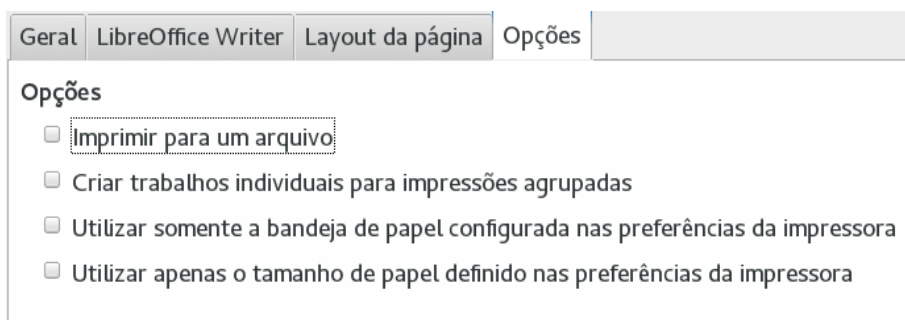 Geral LibreOffice Writer Layout da página Opções
Opções
Imprimir para um arquivo
Criar trabalhos individuais para impressões agrupadas
Utilizar somente a bandeja de papel configurada nas preferências da impressora
Utilizar apenas o tamanho de papel definido nas preferências da impressora